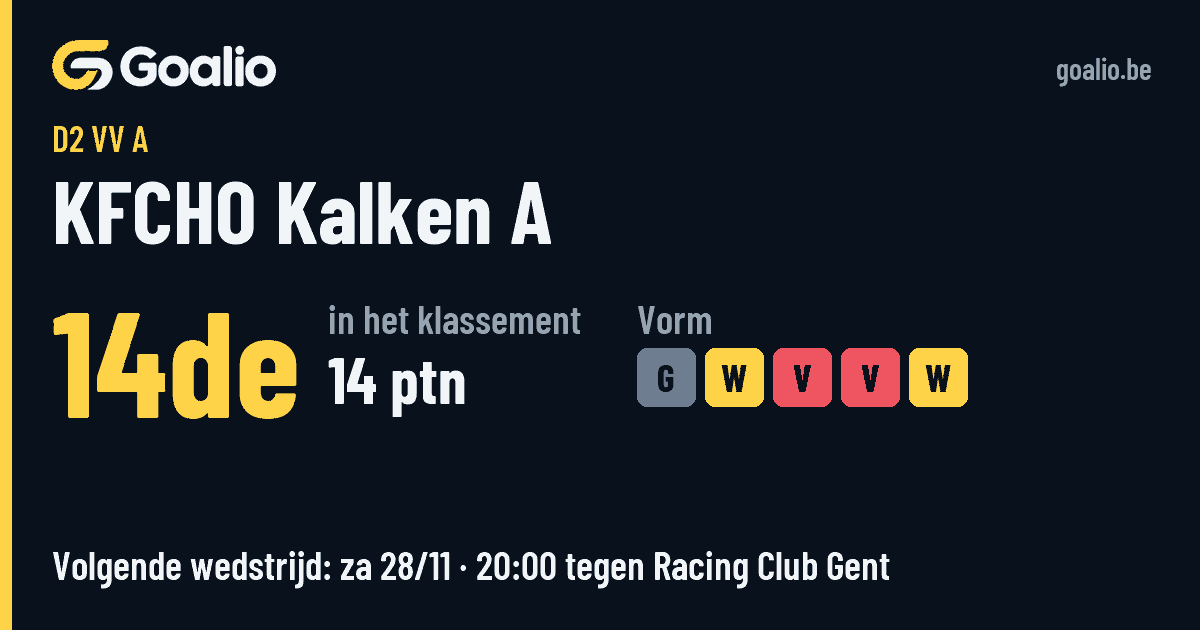 Goalio
goalio.be
D2 VV A
KFCHO Kalken A
14de
in het klassement
14 ptn
Vorm
G W V V W
Volgende wedstrijd: za 28/11 · 20:00 tegen Racing Club Gent